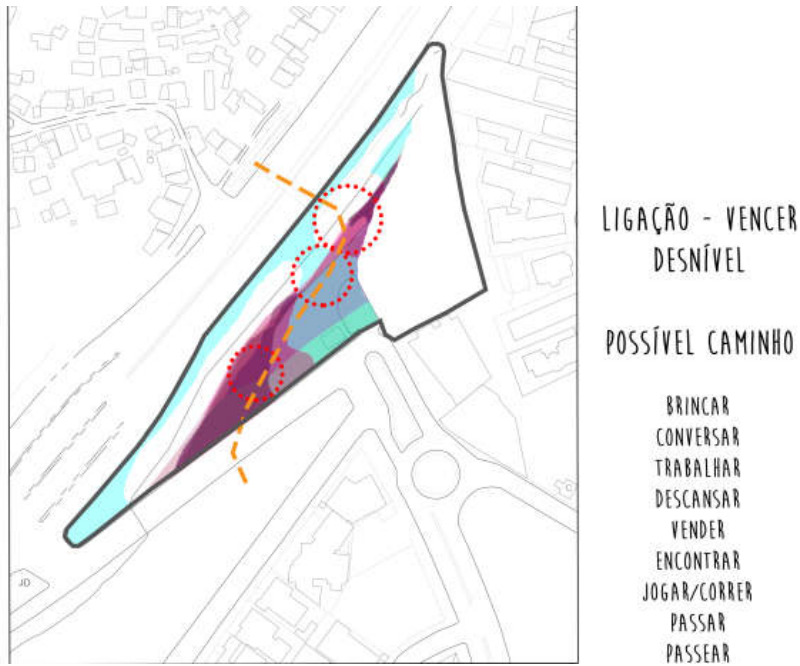 LIGAÇÃO - VENCER
DESNÍVEL
POSSÍVEL CAMINHO
BRINCAR
CONVERSAR
TRABALHAR
DESCANSAR
VENDER
ENCONTRAR
JOGAR/CORRER
PASSAR
PASSEAR
JD
C